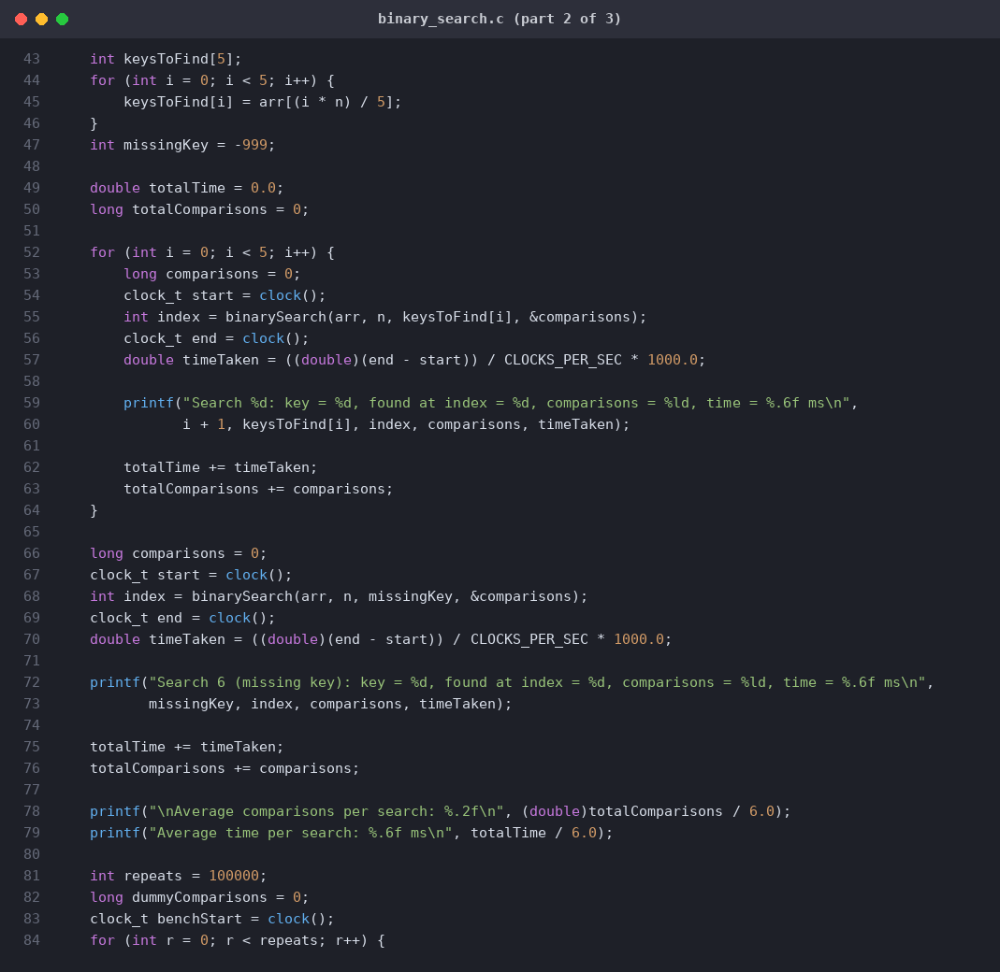 binary_search.c (part 2 of 3)
43     int keysToFind[5];
44     for (int i = 0; i < 5; i++) {
45         keysToFind[i] = arr[(i * n) / 5];
46     }
47     int missingKey = -999;
48
49     double totalTime = 0.0;
50     long totalComparisons = 0;
51
52     for (int i = 0; i < 5; i++) {
53         long comparisons = 0;
54         clock_t start = clock();
55         int index = binarySearch(arr, n, keysToFind[i], &comparisons);
56         clock_t end = clock();
57         double timeTaken = ((double)(end - start)) / CLOCKS_PER_SEC * 1000.0;
58
59         printf("Search %d: key = %d, found at index = %d, comparisons = %ld, time = %.6f ms\n",
60                i + 1, keysToFind[i], index, comparisons, timeTaken);
61
62         totalTime += timeTaken;
63         totalComparisons += comparisons;
64     }
65
66     long comparisons = 0;
67     clock_t start = clock();
68     int index = binarySearch(arr, n, missingKey, &comparisons);
69     clock_t end = clock();
70     double timeTaken = ((double)(end - start)) / CLOCKS_PER_SEC * 1000.0;
71
72     printf("Search 6 (missing key): key = %d, found at index = %d, comparisons = %ld, time = %.6f ms\n",
73            missingKey, index, comparisons, timeTaken);
74
75     totalTime += timeTaken;
76     totalComparisons += comparisons;
77
78     printf("\nAverage comparisons per search: %.2f\n", (double)totalComparisons / 6.0);
79     printf("Average time per search: %.6f ms\n", totalTime / 6.0);
80
81     int repeats = 100000;
82     long dummyComparisons = 0;
83     clock_t benchStart = clock();
84     for (int r = 0; r < repeats; r++) {